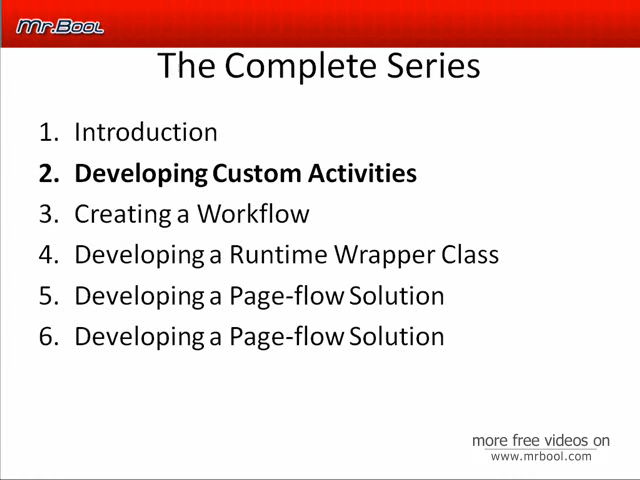 Mr.Bool
The Complete Series
1. Introduction
2. Developing Custom Activities
3. Creating a Workflow
4. Developing a Runtime Wrapper Class
5. Developing a Page-flow Solution
6. Developing a Page-flow Solution
more free videos on
www.mrbool.com